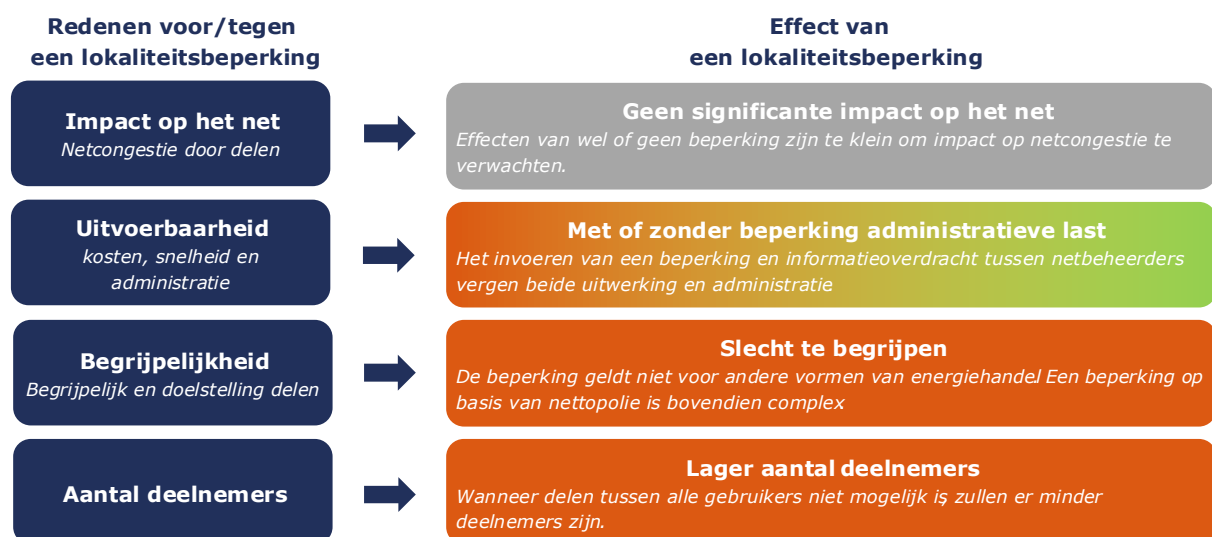 Redenen voor/tegen
een lokaliteitsbeperking
Effect van
een lokaliteitsbeperking
Impact op het net
Netcongestie door delen
Geen significante impact op het net
Effecten van wel of geen beperking zijn te klein om impact op netcongestie te
verwachten.
Uitvoerbaarheid
kosten, snelheid en
administratie
Met of zonder beperking administratieve last
Het invoeren van een beperking en informatieoverdracht tussen netbeheerders
vergen beide uitwerking en administratie.
Begrijpelijkheid
Begrijpelijk en doelstelling delen
Slecht te begrijpen
De beperking geldt niet voor andere vormen van energiehandel. Een beperking op
basis van nettopolie is bovendien complex
Aantal deelnemers
Lager aantal deelnemers
Wanneer delen tussen alle gebruikers niet mogelijk is, zullen er minder
deelnemers zijn.